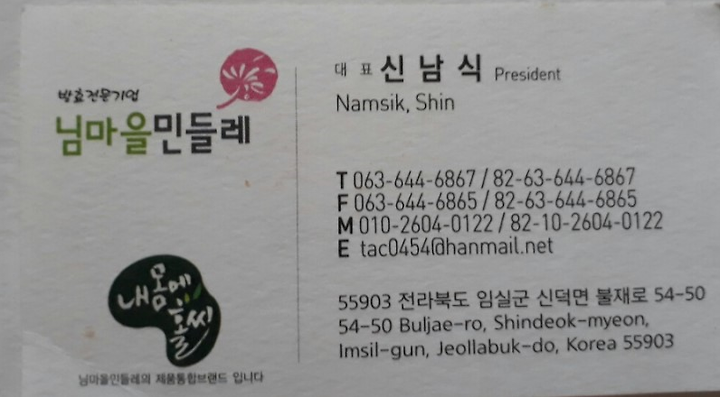 발효전문기업
님마을민들레
내몸에
홀씨
님마을민들레의 제품통합브랜드 입니다
대 표 신 남 식 President
Namsik, Shin
T 063-644-6867 / 82-63-644-6867
F 063-644-6865 / 82-63-644-6865
M 010-2604-0122 / 82-10-2604-0122
E tac0454@hanmail.net
55903 전라북도 임실군 신덕면 불재로 54-50
54-50 Buljae-ro, Shindeok-myeon,
Imsil-gun, Jeollabuk-do, Korea 55903